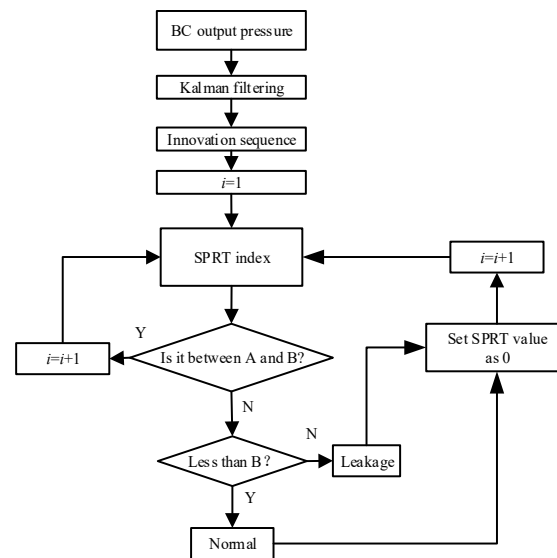 BC output pressure
Kalman filtering
Innovation sequence
i=1
SPRT index
i=i+1
Y
i=i+1
Is it between A and B?
Set SPRT value
as 0
N
N
Less than B?
Leakage
Y
Normal